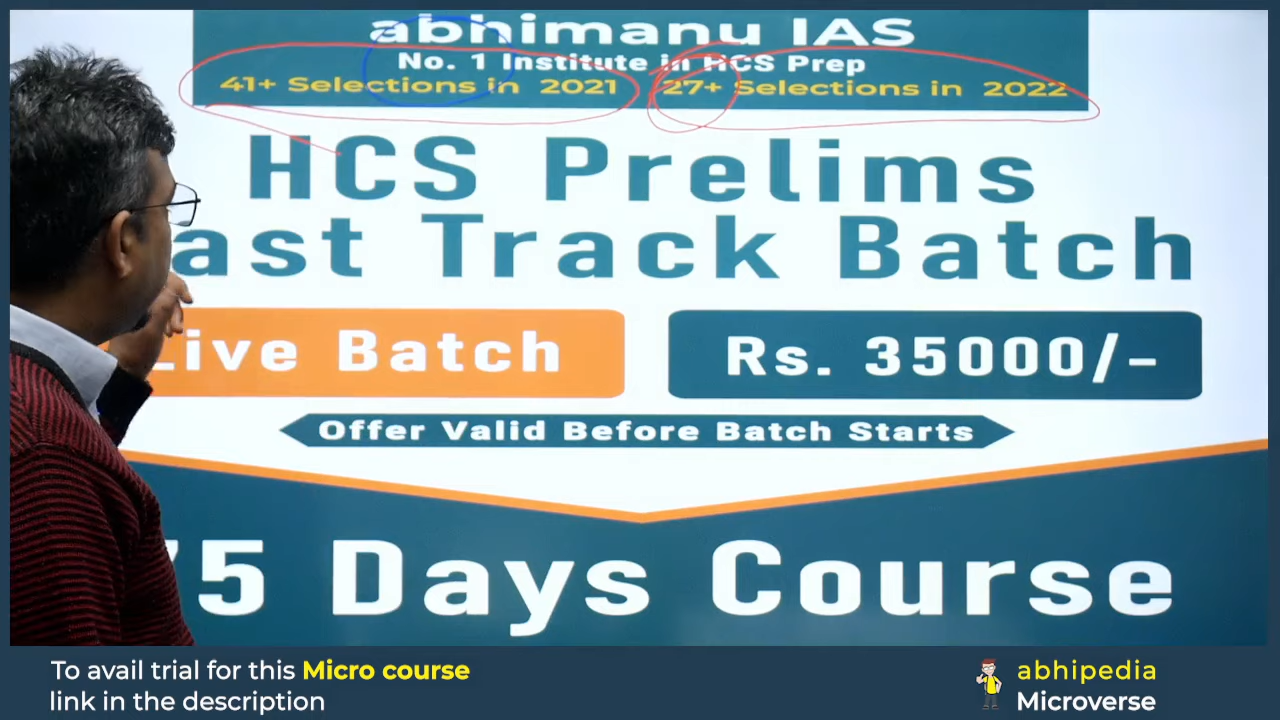 abhimanu IAS
No. 1 Institute in HCS Prep
41+ Selections in 2021 27+ Selections in 2022
HCS Prelims
ast Track Batch
Live Batch Rs. 35000/-
Offer Valid Before Batch Starts
5 Days Course
To avail trial for this Micro course
link in the description
abhipedia
Microverse